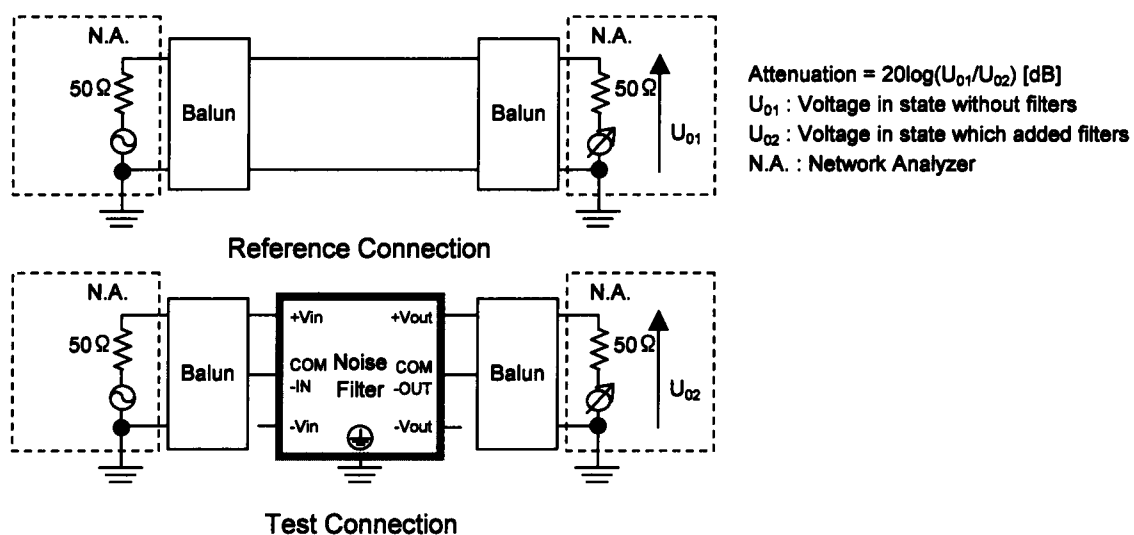 N.A.
50Ω
Balun
Balun
N.A.
50Ω
U01
Attenuation = 20log(U01/U02) [dB]
U01 : Voltage in state without filters
U02 : Voltage in state which added filters
N.A. : Network Analyzer
Reference Connection
N.A.
50Ω
Balun
+Vin +Vout
COM Noise COM
-IN Filter -OUT
-Vin -Vout
Balun
N.A.
50Ω
U02
Test Connection